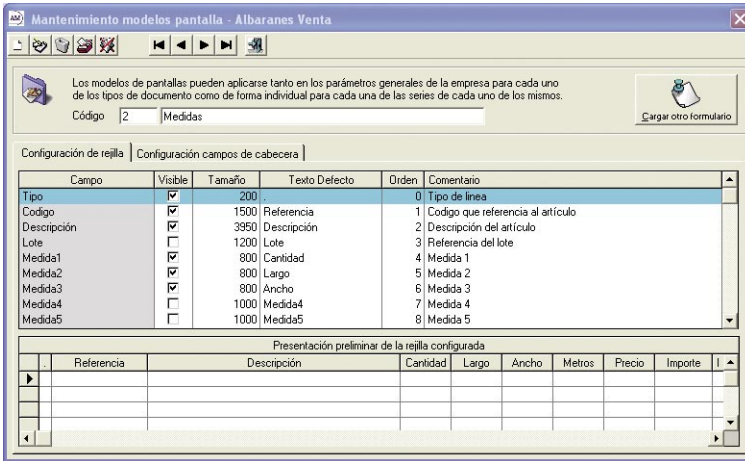 Mantenimiento modelos pantalla - Albaranes Venta
Los modelos de pantallas pueden aplicarse tanto en los parámetros generales de la empresa para cada uno
de los tipos de documento como de forma individual para cada una de las series de cada uno de los mismos.
Código 2 Medidas
Cargar otro formulario
Configuración de rejilla Configuración campos de cabecera
Campo Visible Tamaño Texto Defecto Orden Comentario
Tipo 200 . 0 Tipo de linea
Codigo 1500 Referencia 1 Codigo que referencia al artículo
Descripción 3950 Descripción 2 Descripción del artículo
Lote 1200 Lote 3 Referencia del lote
Medida1 800 Cantidad 4 Medida 1
Medida2 800 Largo 5 Medida 2
Medida3 800 Ancho 6 Medida 3
Medida4 1000 Medida4 7 Medida 4
Medida5 1000 Medida5 8 Medida 5
Presentación preliminar de la rejilla configurada
. Referencia Descripción Cantidad Largo Ancho Metros Precio Importe